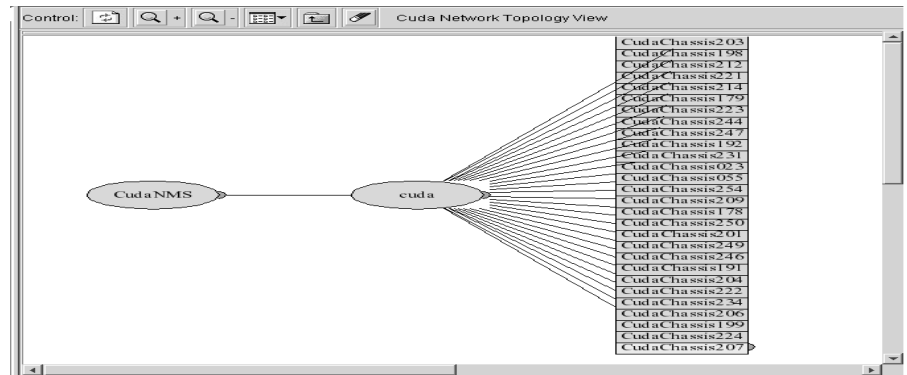 Control: + - Cuda Network Topology View
CudaChassis203
CudaChassis198
CudaChassis212
CudaChassis221
CudaChassis214
CudaChassis179
CudaChassis223
CudaChassis244
CudaChassis247
CudaChassis192
CudaChassis231
CudaChassis023
CudaChassis055
CudaNMS cuda CudaChassis254
CudaChassis209
CudaChassis178
CudaChassis250
CudaChassis201
CudaChassis249
CudaChassis246
CudaChassis191
CudaChassis204
CudaChassis222
CudaChassis234
CudaChassis206
CudaChassis199
CudaChassis224
CudaChassis207